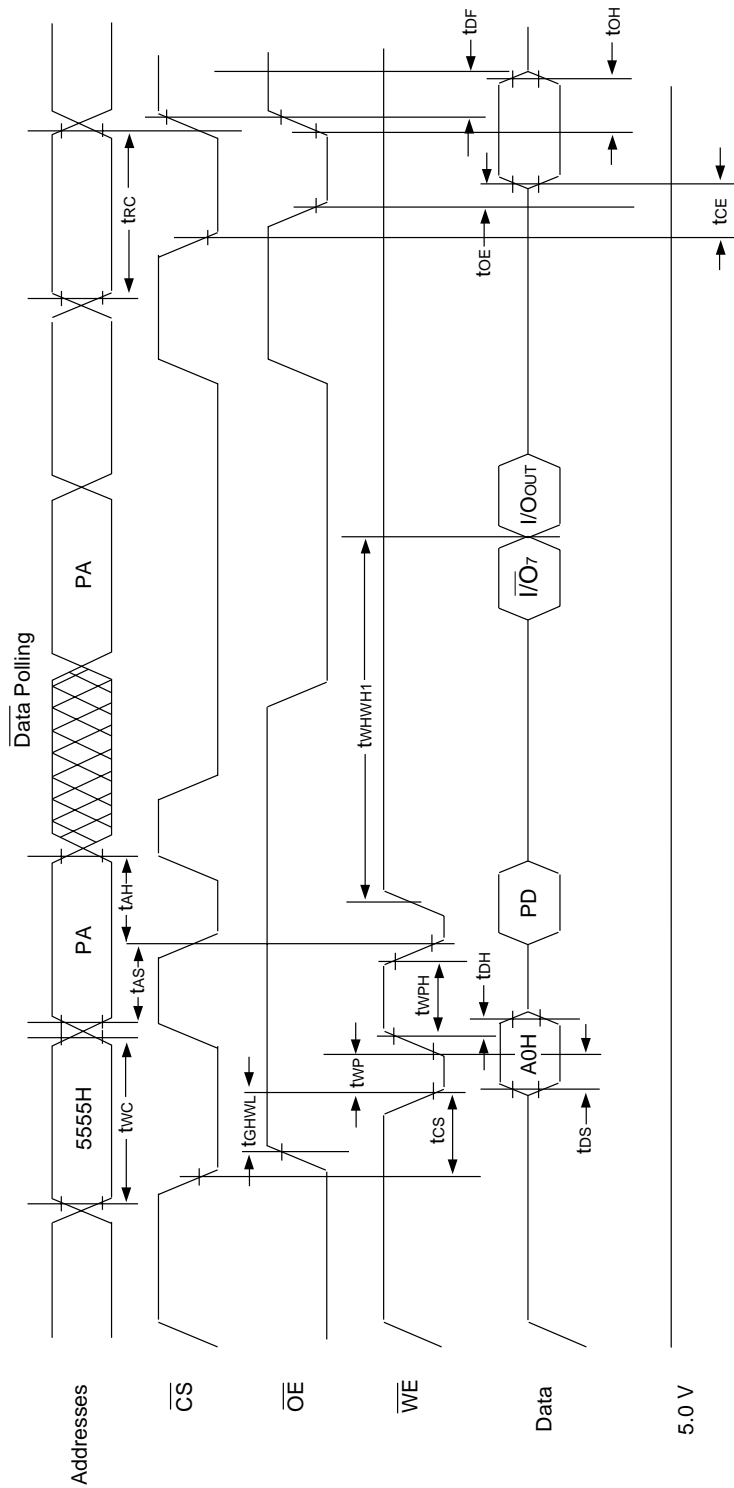 Data Polling
Addresses
5555H
PA
PA
tWC
tAS
tAH
tRC
CS
OE
tGHWL
WE
tWP
tCS
tWPH
tDH
tWHWH1
tOE
tDF
Data
A0H
PD
I/O7
I/OOUT
tDS
tOH
tCE
5.0 V